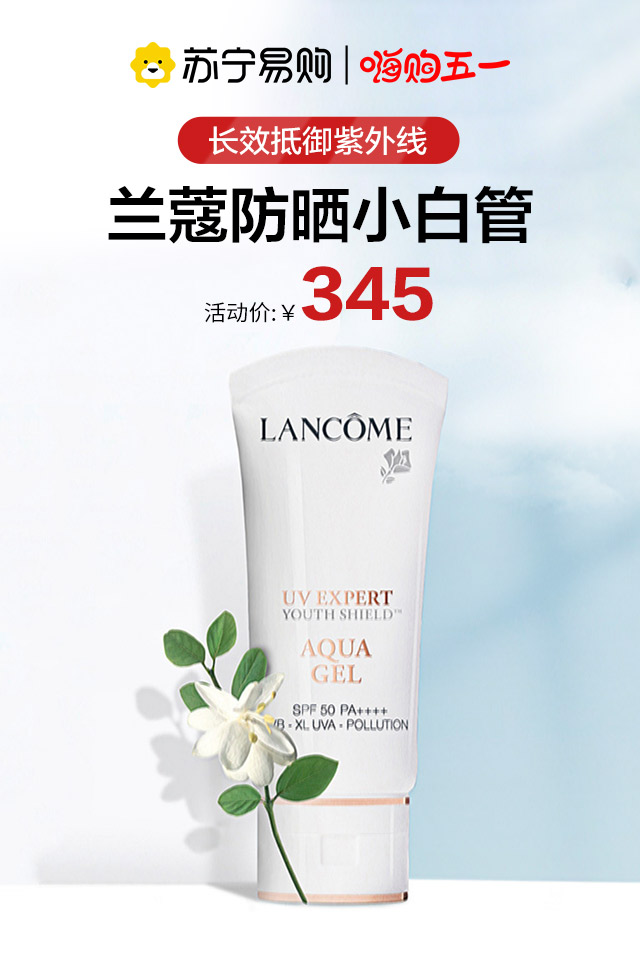 苏宁易购|嗨购五一
长效抵御紫外线
兰蔻防晒小白管
活动价:¥345
LANCÔME
UV EXPERT
YOUTH SHIELD™
AQUA
GEL
SPF 50 PA++++
VB - XL UVA - POLLUTION